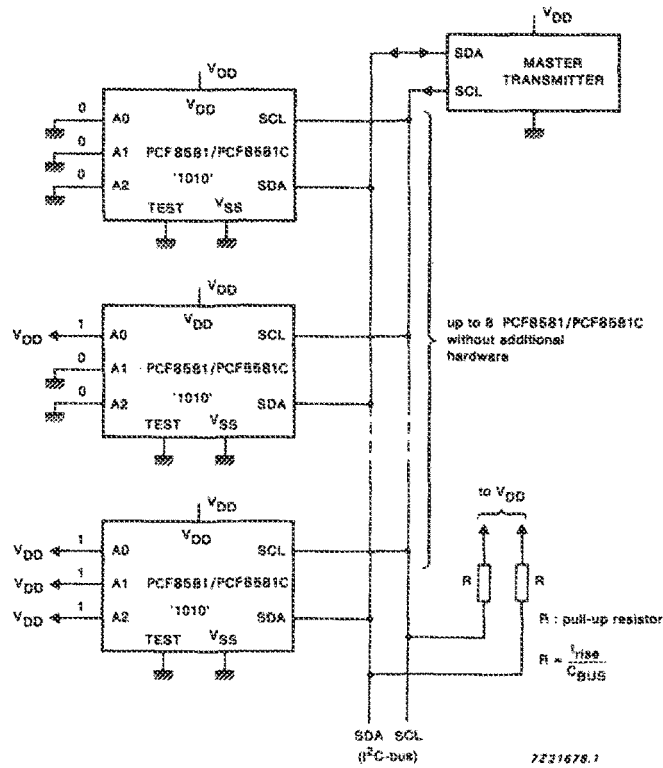 VDD
SDA
MASTER
TRANSMITTER
SCL
VDD
VDD
0 A0 SCL
0 A1 PCF8581/PCF8581C
0 A2 '1010' SDA
TEST VSS
VDD
VDD
VDD 1 A0 SCL
0 A1 PCF8581/PCF8581C
0 A2 '1010' SDA
TEST VSS
up to 8 PCF8581/PCF8581C
without additional
hardware
VDD
VDD
VDD 1 A0 SCL
VDD 1 A1 PCF8581/PCF8581C
VDD 1 A2 '1010' SDA
TEST VSS
to VDD
R R
R : pull-up resistor
R = trise
CBUS
SDA SCL
(I²C-bus)
7Z31678.1